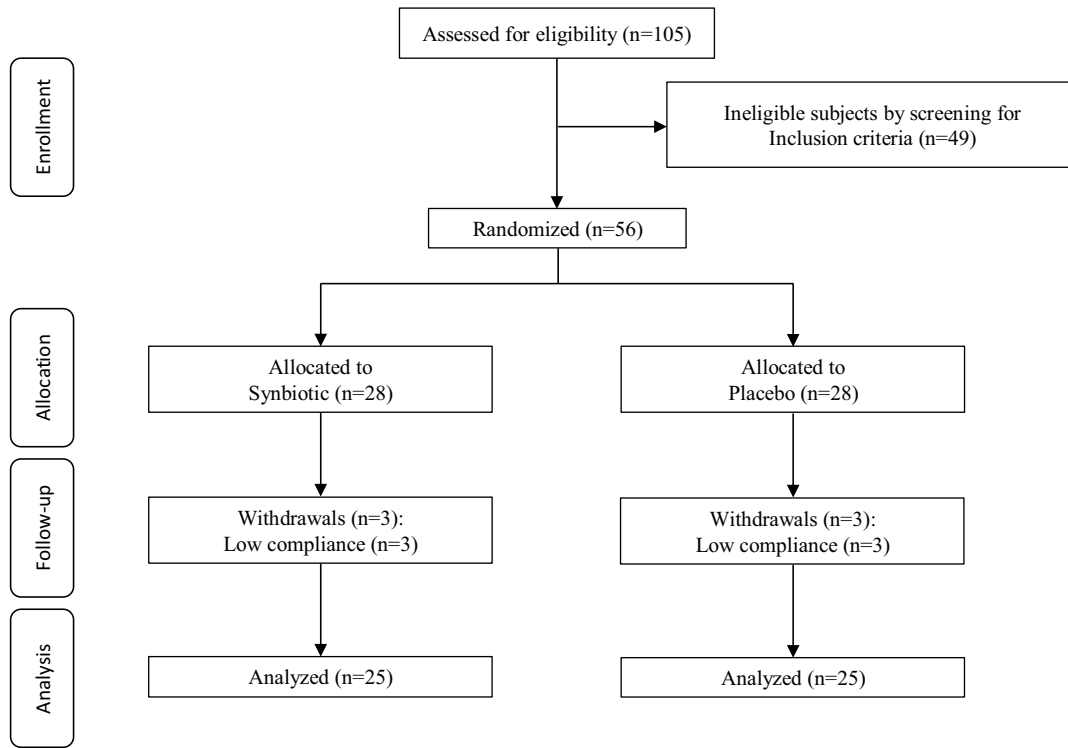 Enrollment
Assessed for eligibility (n=105)
Ineligible subjects by screening for
Inclusion criteria (n=49)
Randomized (n=56)
Allocation
Allocated to
Synbiotic (n=28)
Allocated to
Placebo (n=28)
Follow-up
Withdrawals (n=3):
Low compliance (n=3)
Withdrawals (n=3):
Low compliance (n=3)
Analysis
Analyzed (n=25)
Analyzed (n=25)